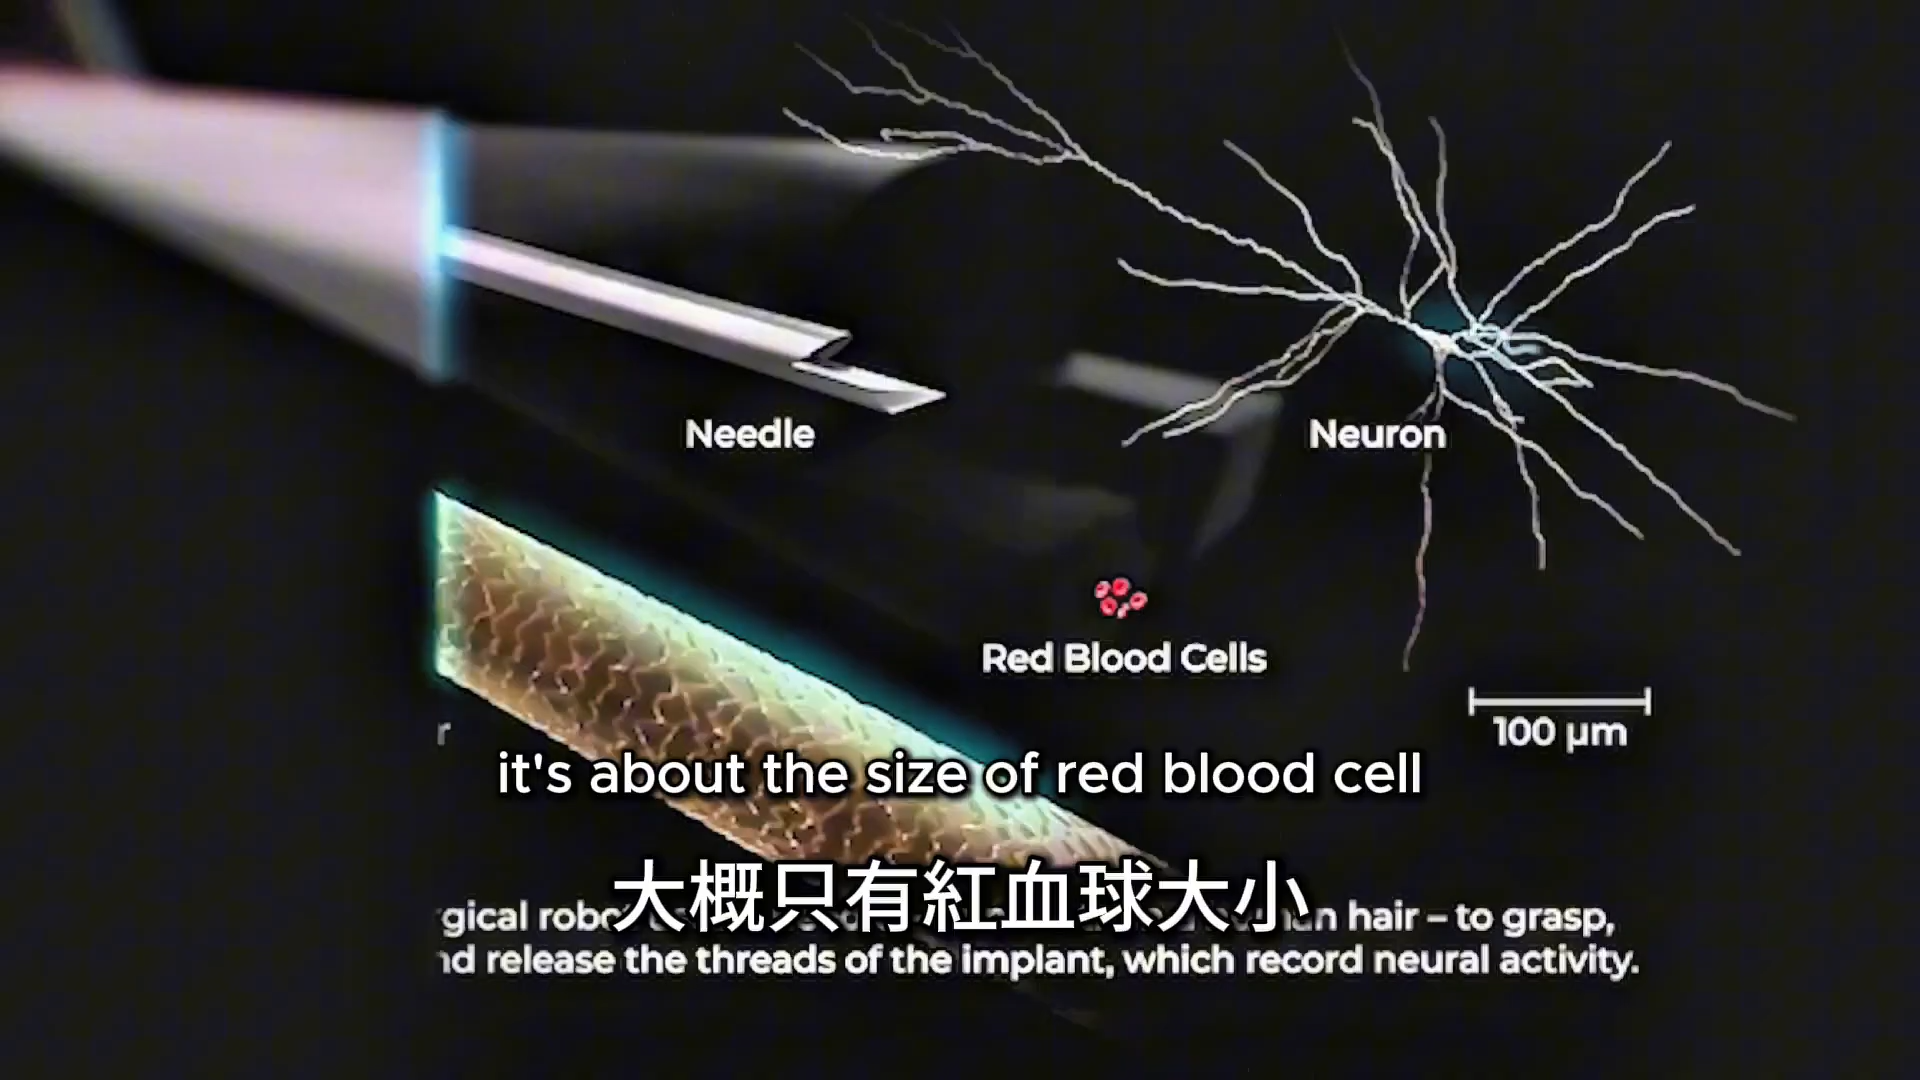 Needle
Neuron
Red Blood Cells
100 μm
r
it's about the size of red blood cell
大概只有紅血球大小
gical robo hair – to grasp,
nd release the threads of the implant, which record neural activity.